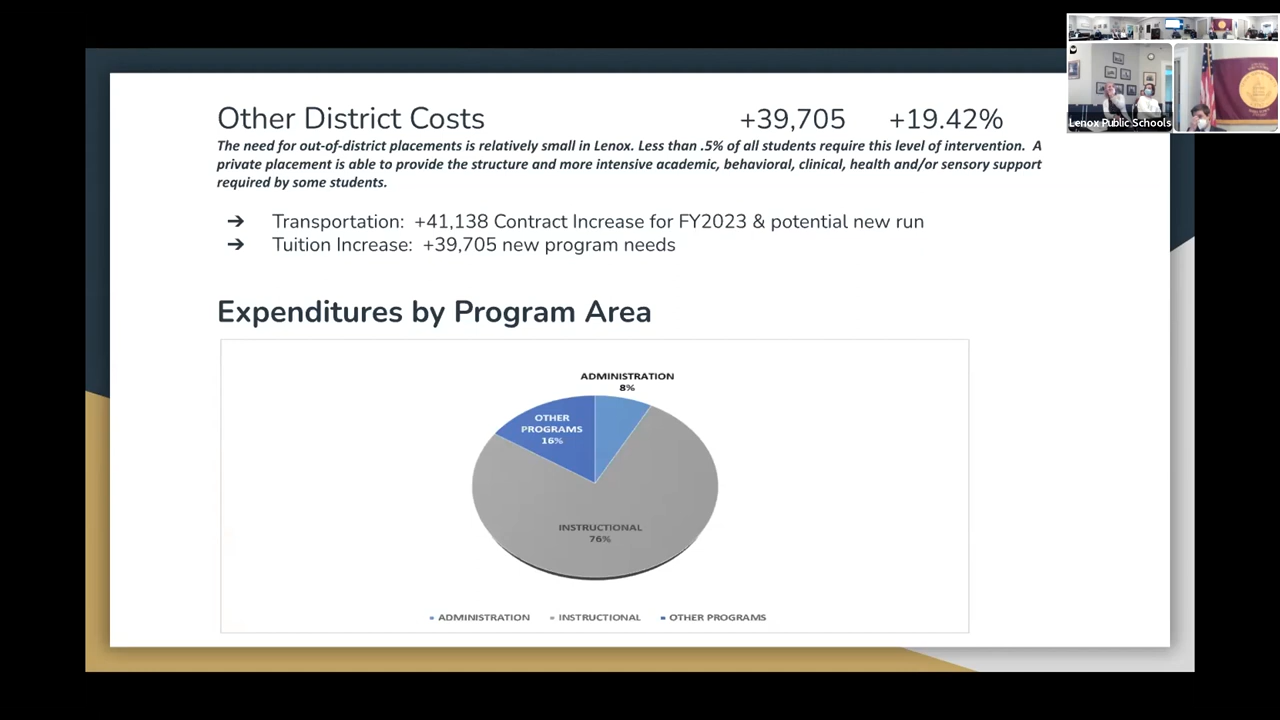 Other District Costs +39,705 +19.42%
The need for out-of-district placements is relatively small in Lenox. Less than .5% of all students require this level of intervention. A
private placement is able to provide the structure and more intensive academic, behavioral, clinical, health and/or sensory support
required by some students.
➔ Transportation: +41,138 Contract Increase for FY2023 & potential new run
➔ Tuition Increase: +39,705 new program needs
Expenditures by Program Area
ADMINISTRATION
8%
OTHER
PROGRAMS
16%
INSTRUCTIONAL
76%
ADMINISTRATION INSTRUCTIONAL OTHER PROGRAMS
Lenox Public Schools